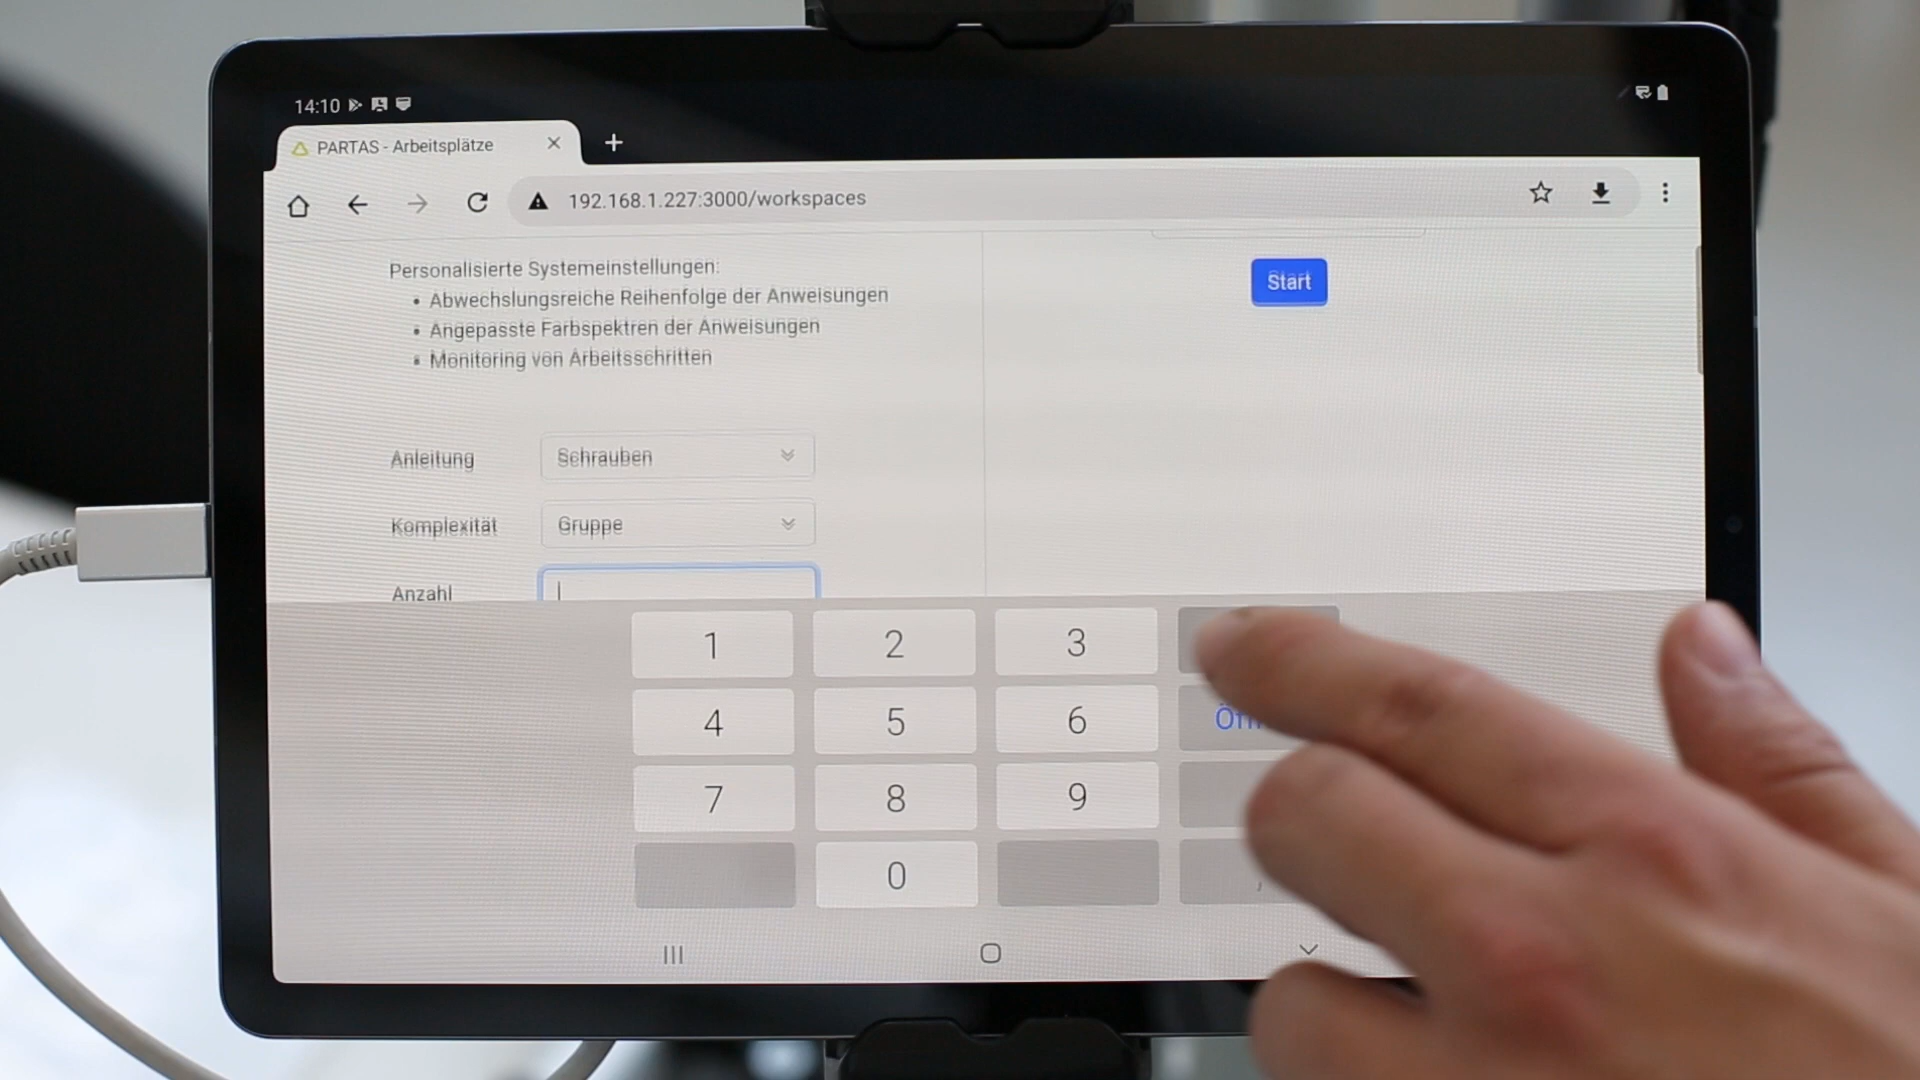 14:10
PARTAS - Arbeitsplätze
192.168.1.227:3000/workspaces
Personalisierte Systemeinstellungen:
Abwechslungsreiche Reihenfolge der Anweisungen
Angepasste Farbspektren der Anweisungen
Monitoring von Arbeitsschritten
Start
Anleitung Schrauben
Komplexität Gruppe
Anzahl
1 2 3
4 5 6
7 8 9
0 ,